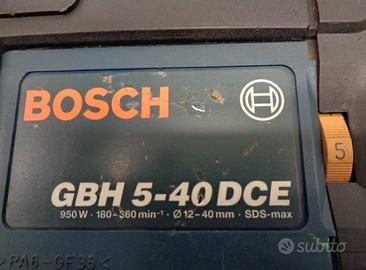 BOSCH
5
GBH 5-40 DCE
950 W · 180-360 min⁻¹ · Ø 12-40 mm · SDS-max
>PA6-GF35<
subito